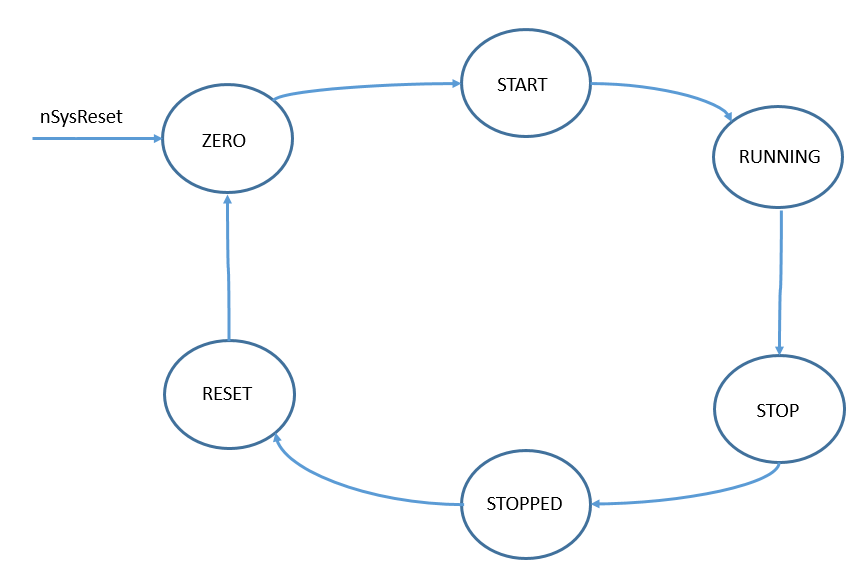 START
nSysReset
ZERO
RUNNING
RESET
STOP
STOPPED